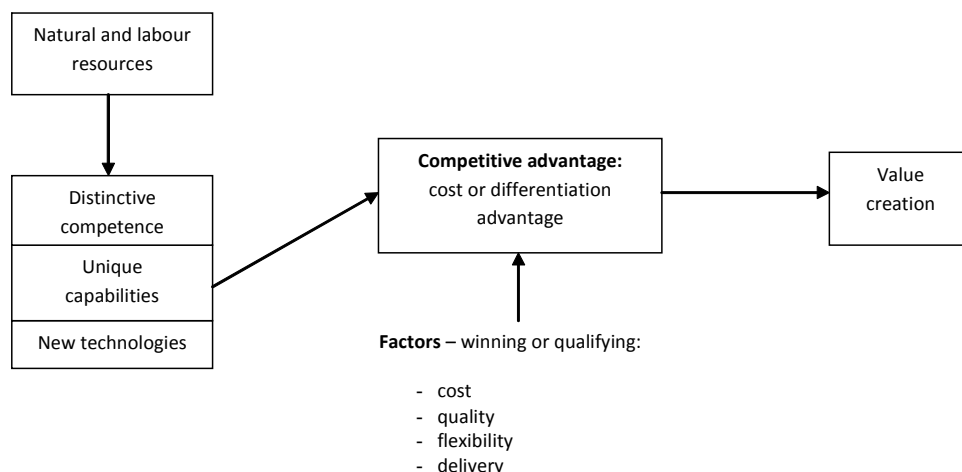 Natural and labour
resources
Distinctive
competence
Unique
capabilities
New technologies
Competitive advantage:
cost or differentiation
advantage
Value
creation
Factors – winning or qualifying:
- cost
- quality
- flexibility
- delivery